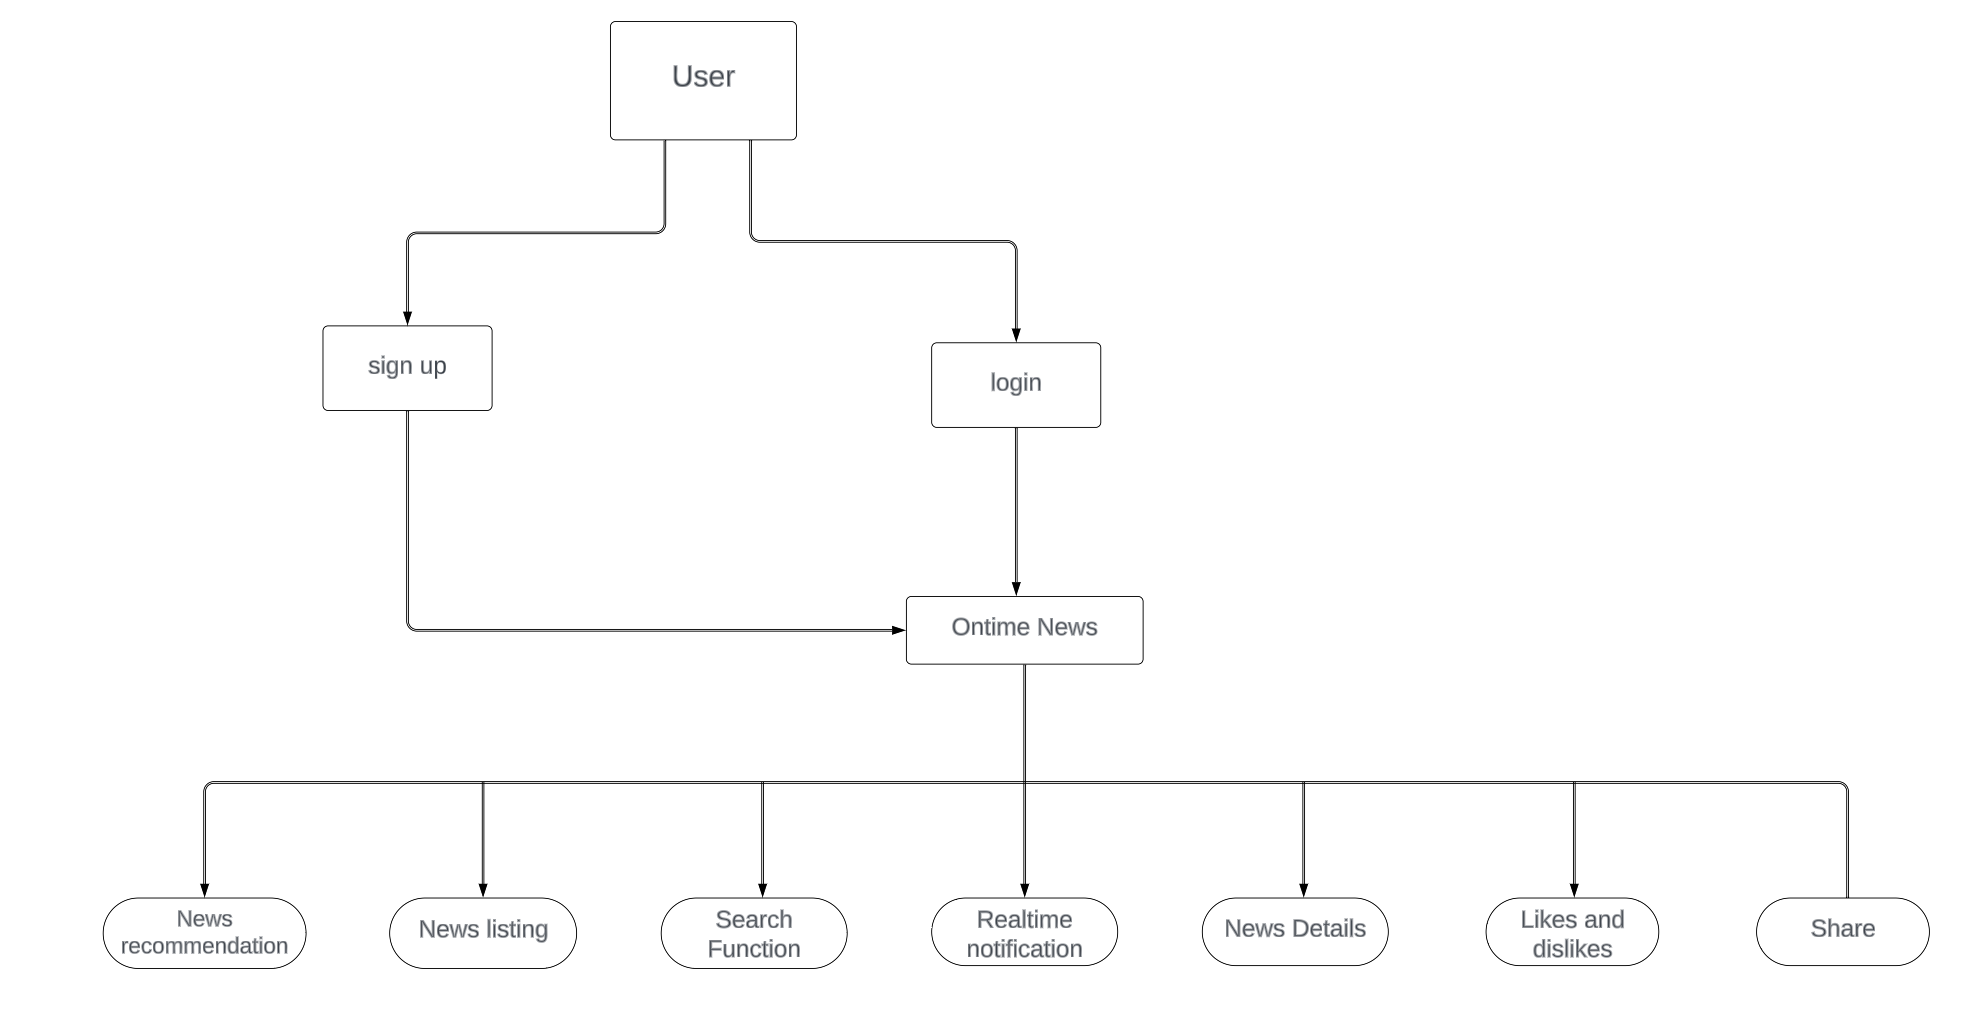 User
sign up
login
Ontime News
News
recommendation
News listing
Search
Function
Realtime
notification
News Details
Likes and
dislikes
Share